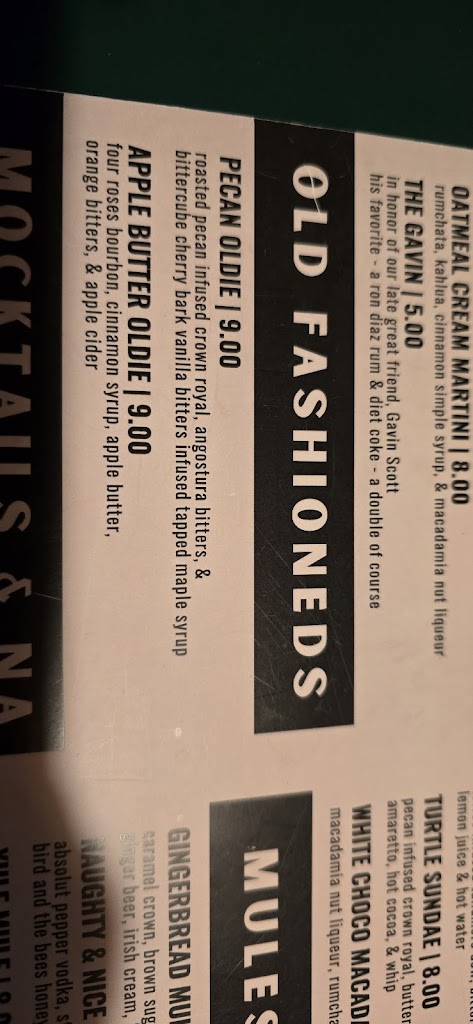 OATMEAL CREAM MARTINI | 8.00
rumchata, kahlua, cinnamon simple syrup, & macadamia nut liqueur
THE GAVIN | 5.00
in honor of our late great friend, Gavin Scott
his favorite - a ron diaz rum & diet coke - a double of course
OLD FASHIONEDS
PECAN OLDIE | 9.00
roasted pecan infused crown royal, angostura bitters, &
bittercube cherry bark vanilla bitters infused tapped maple syrup
APPLE BUTTER OLDIE | 9.00
four roses bourbon, cinnamon syrup, apple butter,
orange bitters, & apple cider
MOCKTAILS & NA
lemon juice & hot water
TURTLE SUNDAE | 8.00
pecan infused crown royal, butter
amaretto, hot cocoa, & whip
WHITE CHOCO MACAD
macadamia nut liqueur, rumcha
MULES
GINGERBREAD MU
caramel crown, brown sug
ginger beer, irish cream,
NAUGHTY & NICE
absolut pepper vodka, s
bird and the bees honey
YULE MULE | 8.0